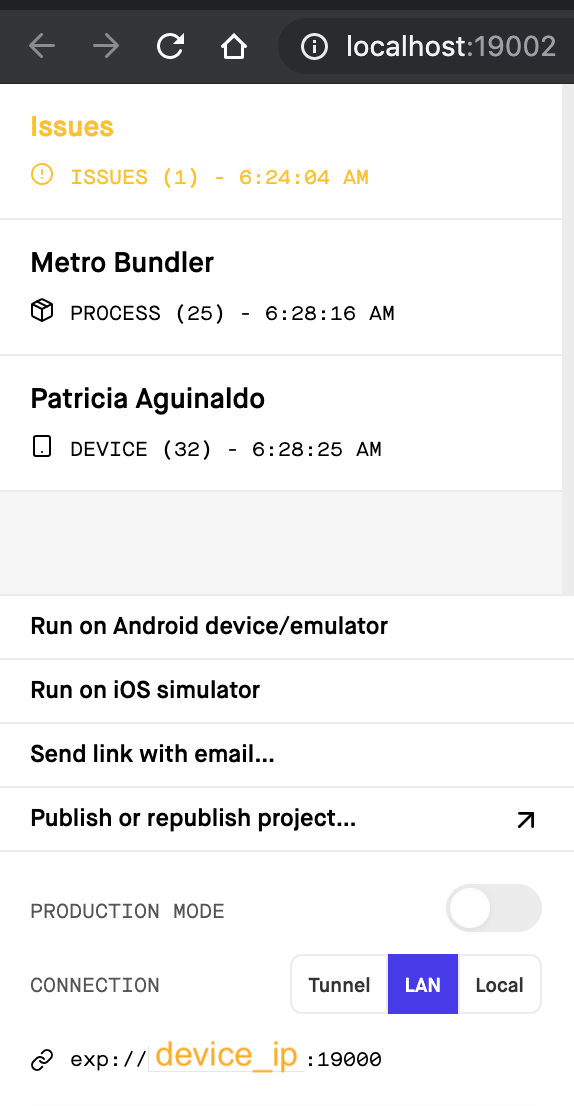 localhost:19002
Issues
ISSUES (1) - 6:24:04 AM
Metro Bundler
PROCESS (25) - 6:28:16 AM
Patricia Aguinaldo
DEVICE (32) - 6:28:25 AM
Run on Android device/emulator
Run on iOS simulator
Send link with email...
Publish or republish project...
PRODUCTION MODE
CONNECTION Tunnel LAN Local
exp://device_ip:19000